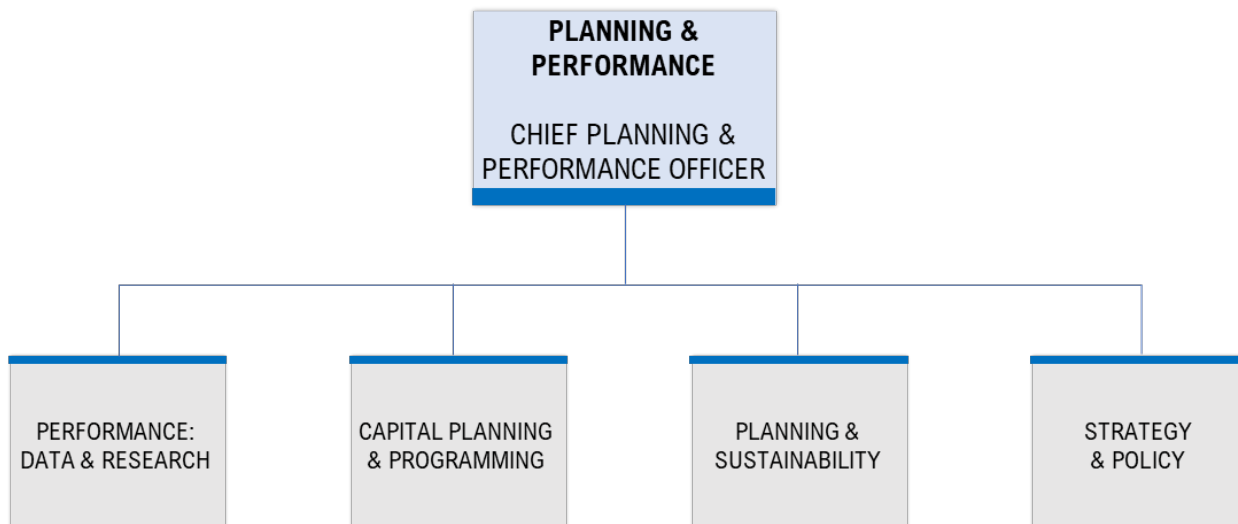 PLANNING &
PERFORMANCE
CHIEF PLANNING &
PERFORMANCE OFFICER
PERFORMANCE:
DATA & RESEARCH
CAPITAL PLANNING
& PROGRAMMING
PLANNING &
SUSTAINABILITY
STRATEGY
& POLICY